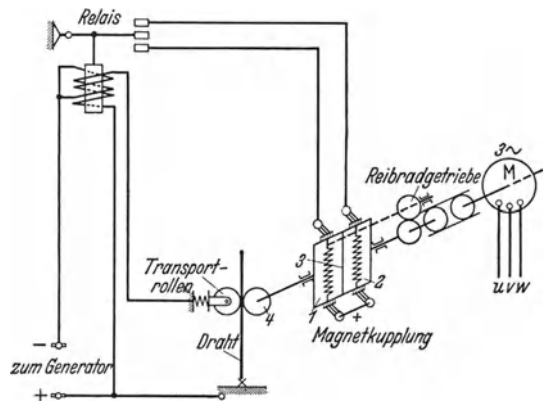 Relais
3~
M
Reibradgetriebe
u v w
Transport-
rollen
3
1
2
4
+
Magnetkupplung
Draht
−
zum Generator
+